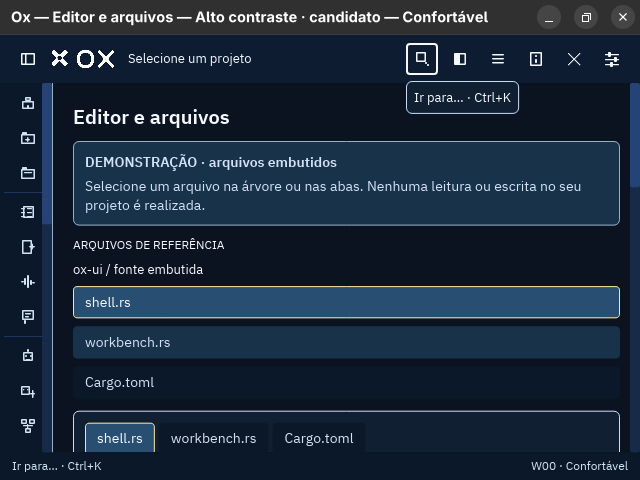 Ox — Editor e arquivos — Alto contraste · candidato — Confortável
OX Selecione um projeto
Ir para… · Ctrl+K
Editor e arquivos
DEMONSTRAÇÃO · arquivos embutidos
Selecione um arquivo na árvore ou nas abas. Nenhuma leitura ou escrita no seu
projeto é realizada.
ARQUIVOS DE REFERÊNCIA
ox-ui / fonte embutida
shell.rs
workbench.rs
Cargo.toml
shell.rs workbench.rs Cargo.toml
Ir para… · Ctrl+K W00 · Confortável